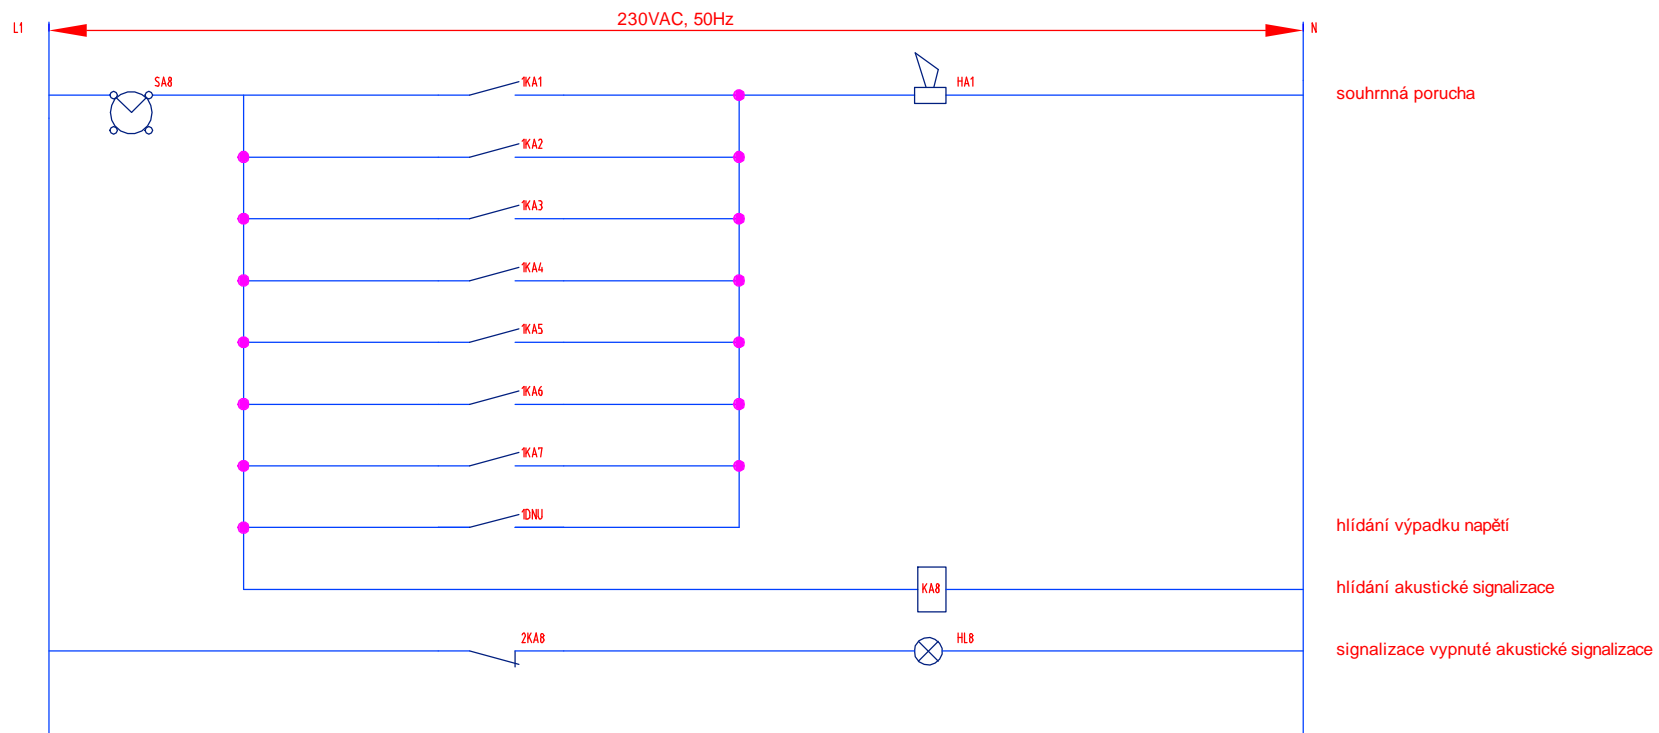 230VAC, 50Hz
L1
N
SA8
1KA1
HA1
souhrnná porucha
1KA2
1KA3
1KA4
1KA5
1KA6
1KA7
1DNU
hlídání výpadku napětí
KA8
hlídání akustické signalizace
2KA8
HL8
signalizace vypnuté akustické signalizace